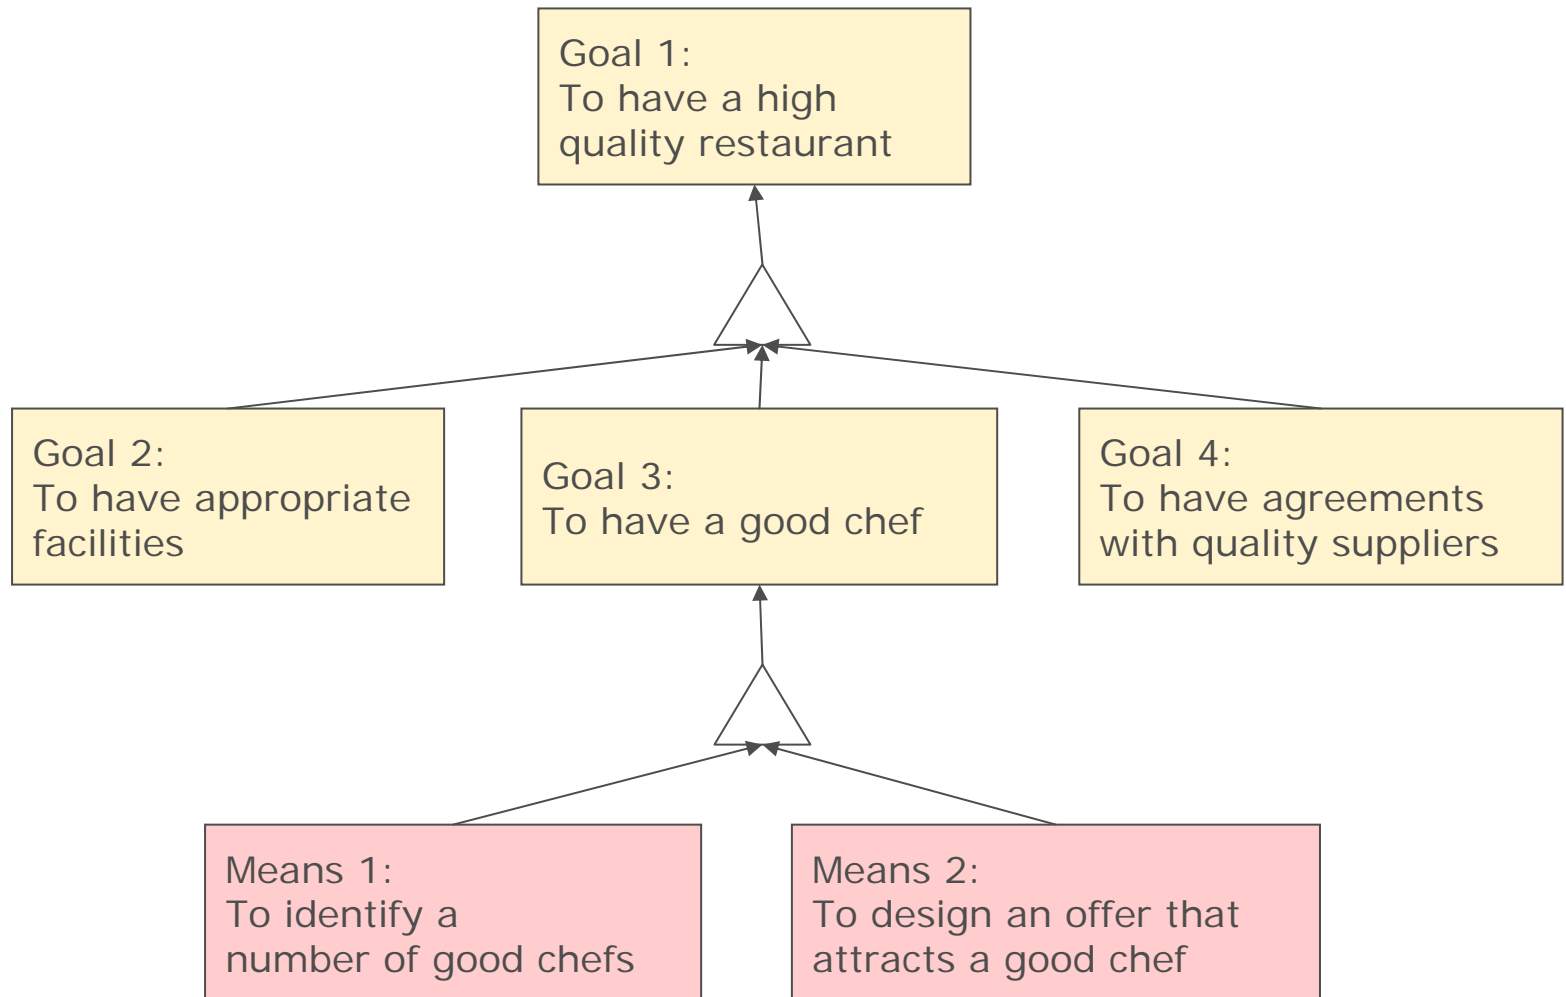 Goal 1:
To have a high
quality restaurant
Goal 2:
To have appropriate
facilities
Goal 3:
To have a good chef
Goal 4:
To have agreements
with quality suppliers
Means 1:
To identify a
number of good chefs
Means 2:
To design an offer that
attracts a good chef